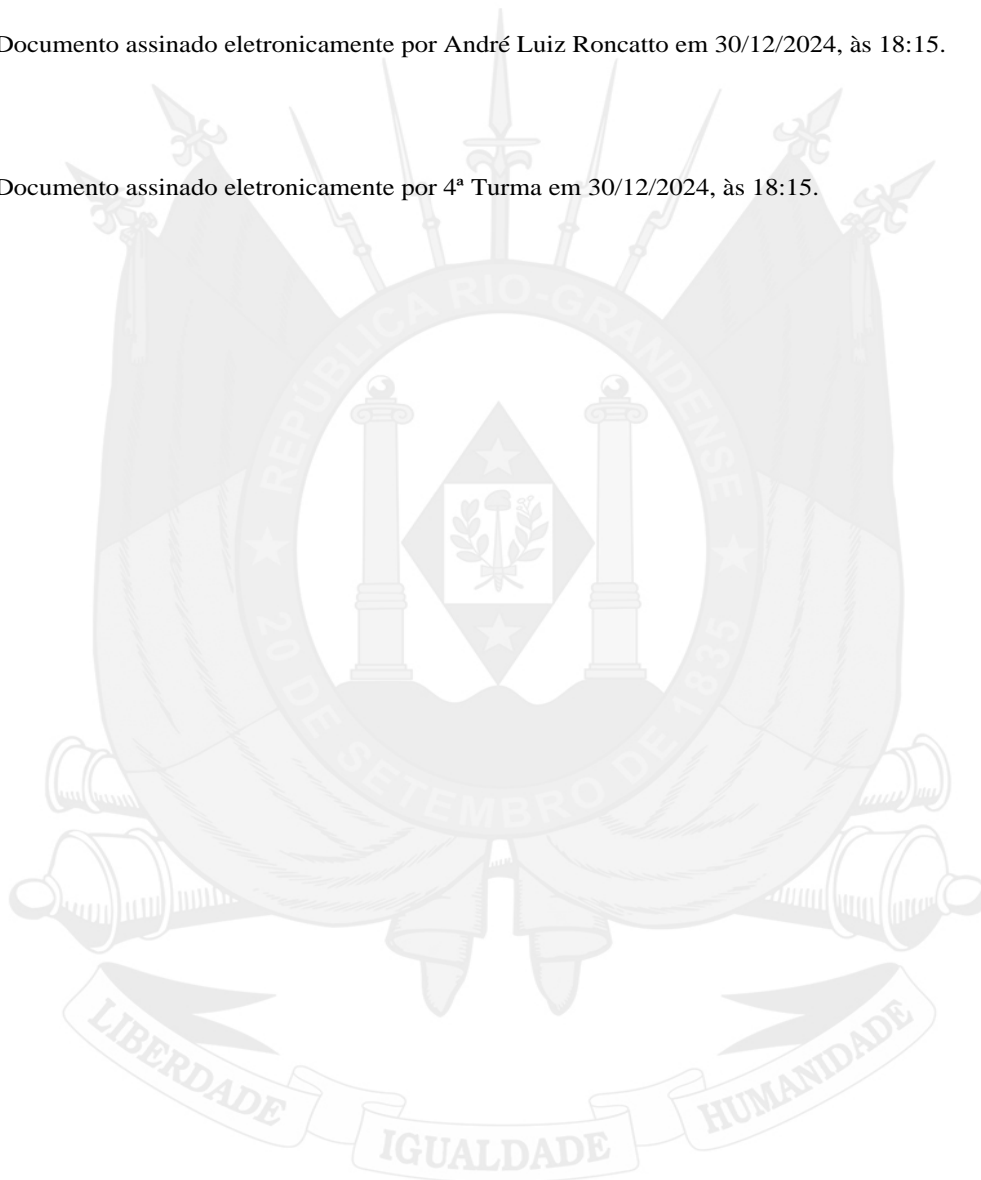 Documento assinado eletronicamente por André Luiz Roncatto em 30/12/2024, às 18:15.
Documento assinado eletronicamente por 4ª Turma em 30/12/2024, às 18:15.
REPÚBLICA RIO-GRANDENSE
20 DE SETEMBRO DE 1835
LIBERDADE
IGUALDADE
HUMANIDADE